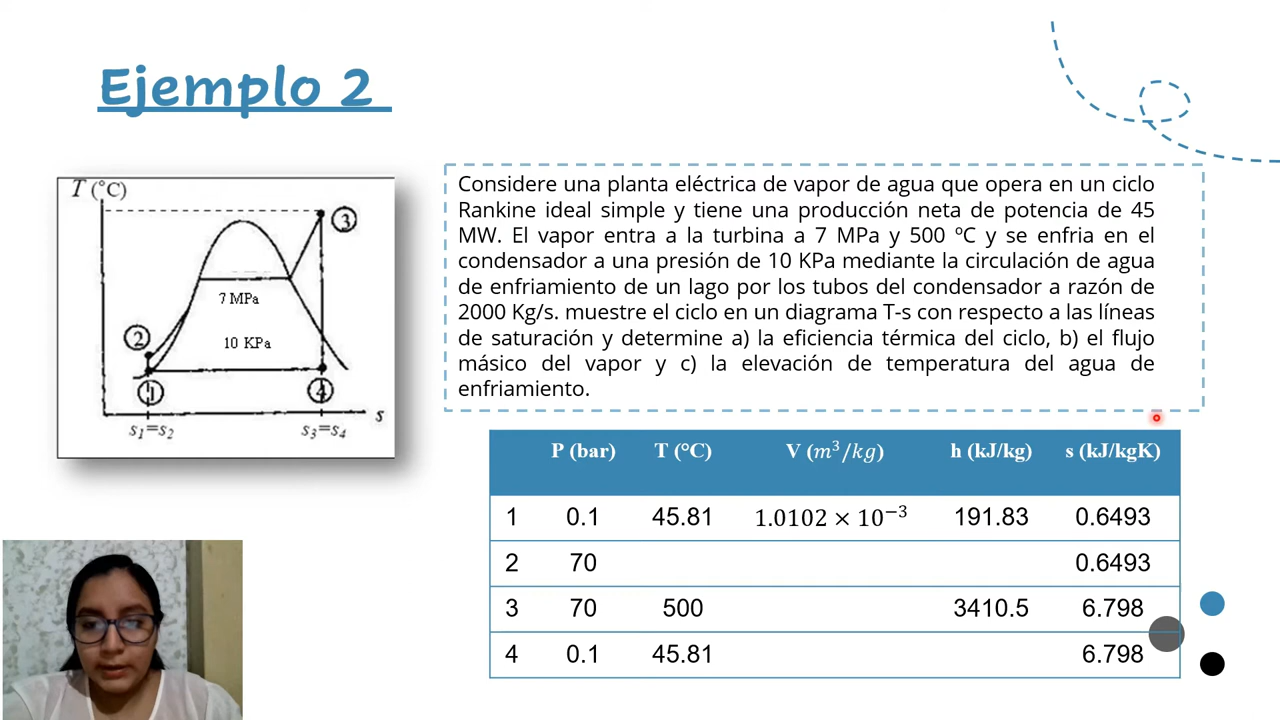 Ejemplo 2
T (°C)
3
7 MPa
2
10 KPa
1
4
s
s₁=s₂
s₃=s₄
Considere una planta eléctrica de vapor de agua que opera en un ciclo
Rankine ideal simple y tiene una producción neta de potencia de 45
MW. El vapor entra a la turbina a 7 MPa y 500 ºC y se enfria en el
condensador a una presión de 10 KPa mediante la circulación de agua
de enfriamiento de un lago por los tubos del condensador a razón de
2000 Kg/s. muestre el ciclo en un diagrama T-s con respecto a las líneas
de saturación y determine a) la eficiencia térmica del ciclo, b) el flujo
másico del vapor y c) la elevación de temperatura del agua de
enfriamiento.
P (bar) T (°C) V (m³/kg) h (kJ/kg) s (kJ/kgK)
1 0.1 45.81 1.0102 × 10⁻³ 191.83 0.6493
2 70 0.6493
3 70 500 3410.5 6.798
4 0.1 45.81 6.798